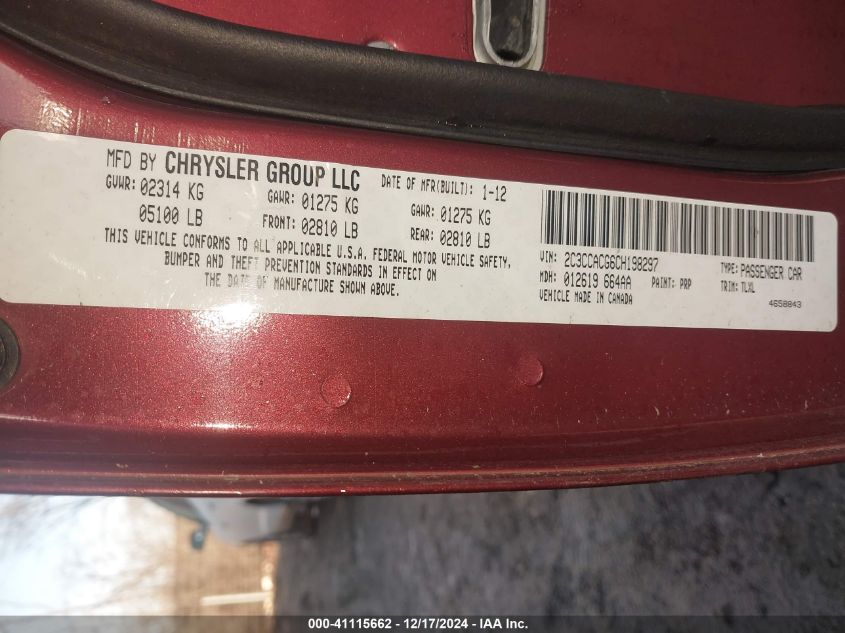 MFD BY CHRYSLER GROUP LLC
DATE OF MFR(BUILT): 1-12
GVWR: 02314 KG GAWR: 01275 KG GAWR: 01275 KG
05100 LB FRONT: 02810 LB REAR: 02810 LB
THIS VEHICLE CONFORMS TO ALL APPLICABLE U.S.A. FEDERAL MOTOR VEHICLE SAFETY,
BUMPER AND THEFT PREVENTION STANDARDS IN EFFECT ON
THE DATE OF MANUFACTURE SHOWN ABOVE.
VIN: 2C3CCACG6CH198297 TYPE: PASSENGER CAR
MDH: 012619 664AA PAINT: PRP TRIM: TLXL
VEHICLE MADE IN CANADA 4658843
000-41115662 - 12/17/2024 - IAA Inc.